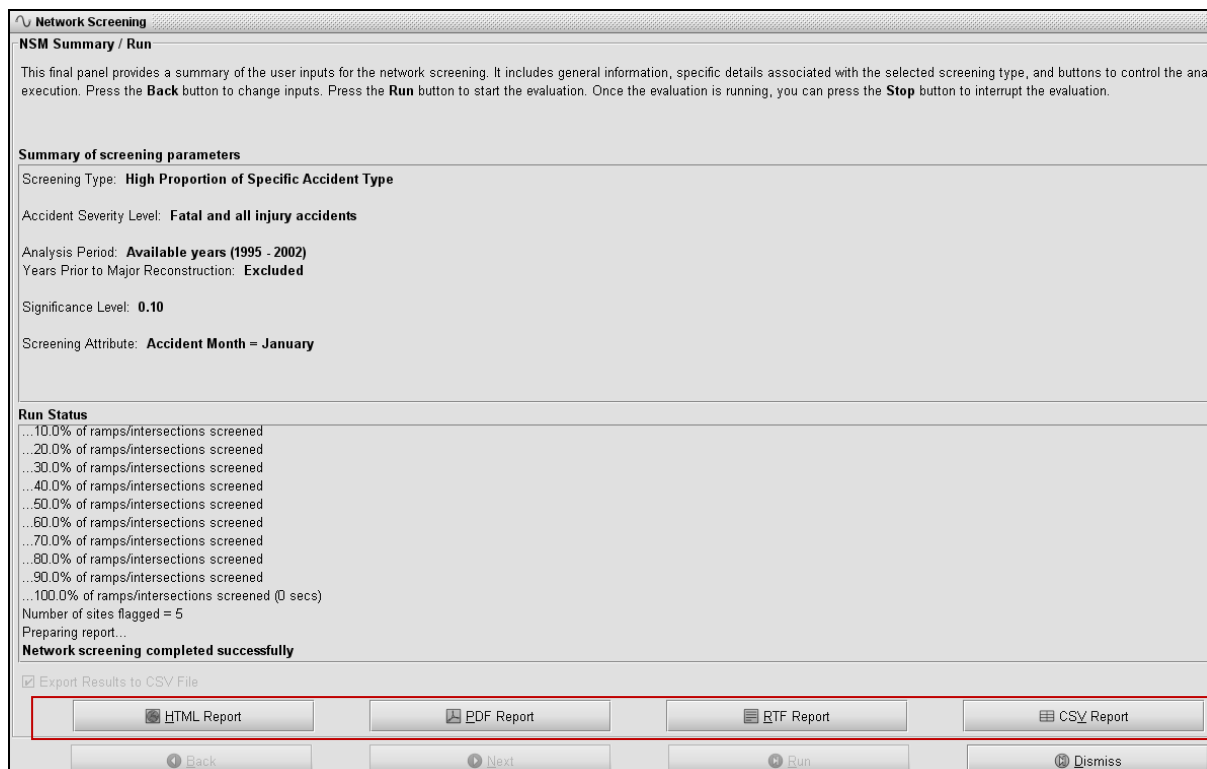 Network Screening
NSM Summary / Run
This final panel provides a summary of the user inputs for the network screening. It includes general information, specific details associated with the selected screening type, and buttons to control the ana
execution. Press the Back button to change inputs. Press the Run button to start the evaluation. Once the evaluation is running, you can press the Stop button to interrupt the evaluation.
Summary of screening parameters
Screening Type: High Proportion of Specific Accident Type
Accident Severity Level: Fatal and all injury accidents
Analysis Period: Available years (1995 - 2002)
Years Prior to Major Reconstruction: Excluded
Significance Level: 0.10
Screening Attribute: Accident Month = January
Run Status
...10.0% of ramps/intersections screened
...20.0% of ramps/intersections screened
...30.0% of ramps/intersections screened
...40.0% of ramps/intersections screened
...50.0% of ramps/intersections screened
...60.0% of ramps/intersections screened
...70.0% of ramps/intersections screened
...80.0% of ramps/intersections screened
...90.0% of ramps/intersections screened
...100.0% of ramps/intersections screened (0 secs)
Number of sites flagged = 5
Preparing report...
Network screening completed successfully
Export Results to CSV File
HTML Report PDF Report RTF Report CSV Report
Back Next Run Dismiss